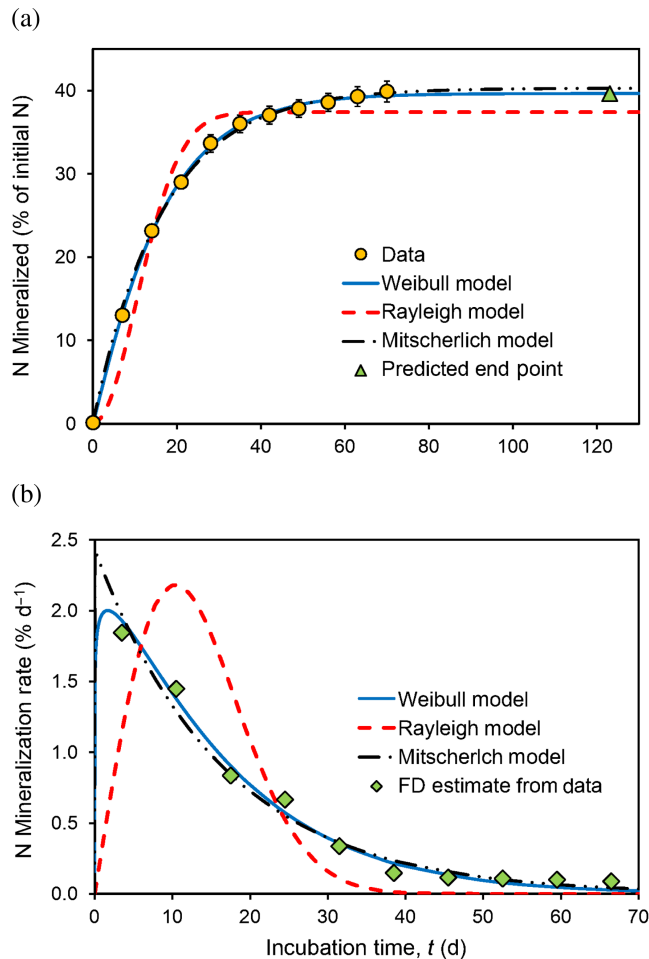 (a)
N Mineralized (% of initilal N)
50
40
30
20
10
0
Data
Weibull model
Rayleigh model
Mitscherlich model
Predicted end point
0 20 40 60 80 100 120
(b)
N Mineralization rate (% d⁻¹)
2.5
2.0
1.5
1.0
0.5
0.0
Weibull model
Rayleigh model
Mitscherlch model
FD estimate from data
0 10 20 30 40 50 60 70
Incubation time, t (d)